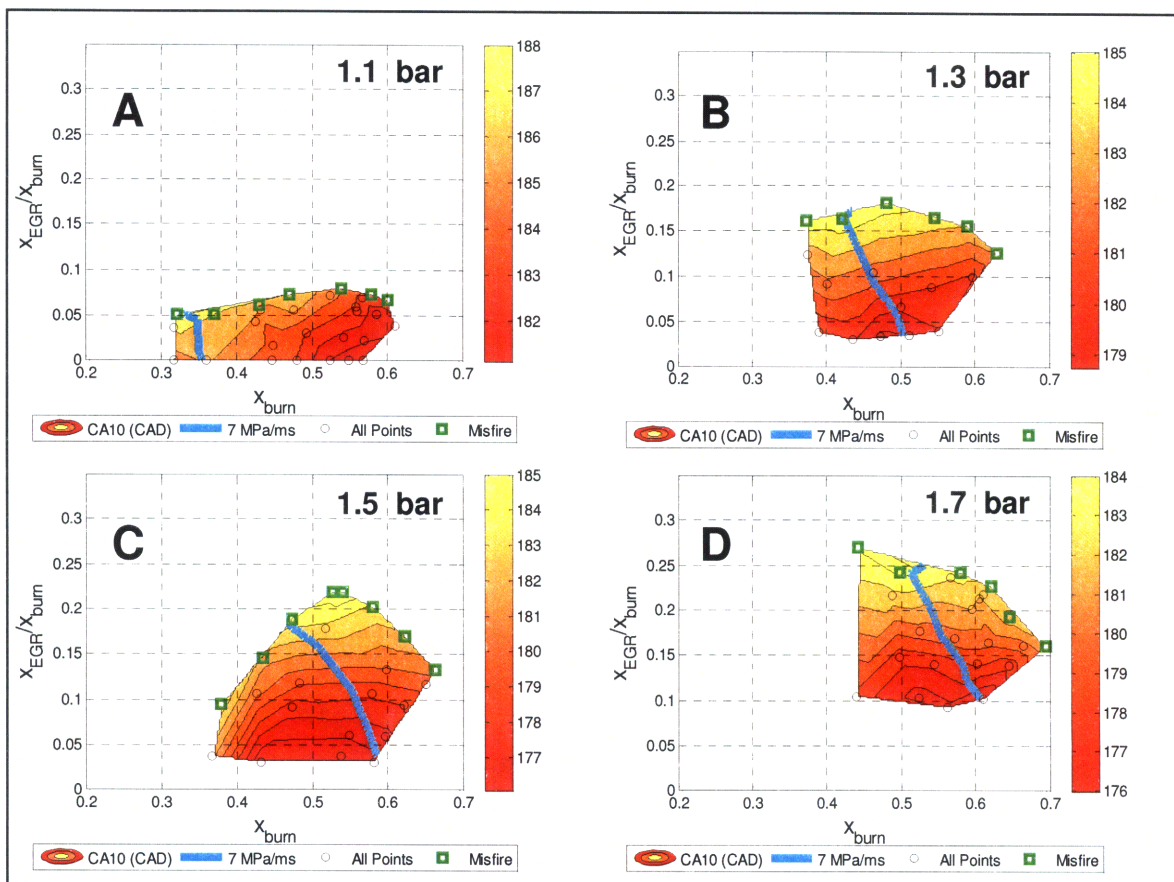 A
1.1 bar
x_EGR/x_burn
0.3
0.25
0.2
0.15
0.1
0.05
0
0.2 0.3 0.4 0.5 0.6 0.7
x_burn
188
187
186
185
184
183
182
CA10 (CAD) 7 MPa/ms All Points Misfire
B
1.3 bar
x_EGR/x_burn
0.3
0.25
0.2
0.15
0.1
0.05
0
0.2 0.3 0.4 0.5 0.6 0.7
x_burn
185
184
183
182
181
180
179
CA10 (CAD) 7 MPa/ms All Points Misfire
C
1.5 bar
x_EGR/x_burn
0.3
0.25
0.2
0.15
0.1
0.05
0
0.2 0.3 0.4 0.5 0.6 0.7
x_burn
185
184
183
182
181
180
179
178
177
CA10 (CAD) 7 MPa/ms All Points Misfire
D
1.7 bar
x_EGR/x_burn
0.3
0.25
0.2
0.15
0.1
0.05
0
0.2 0.3 0.4 0.5 0.6 0.7
x_burn
184
183
182
181
180
179
178
177
176
CA10 (CAD) 7 MPa/ms All Points Misfire